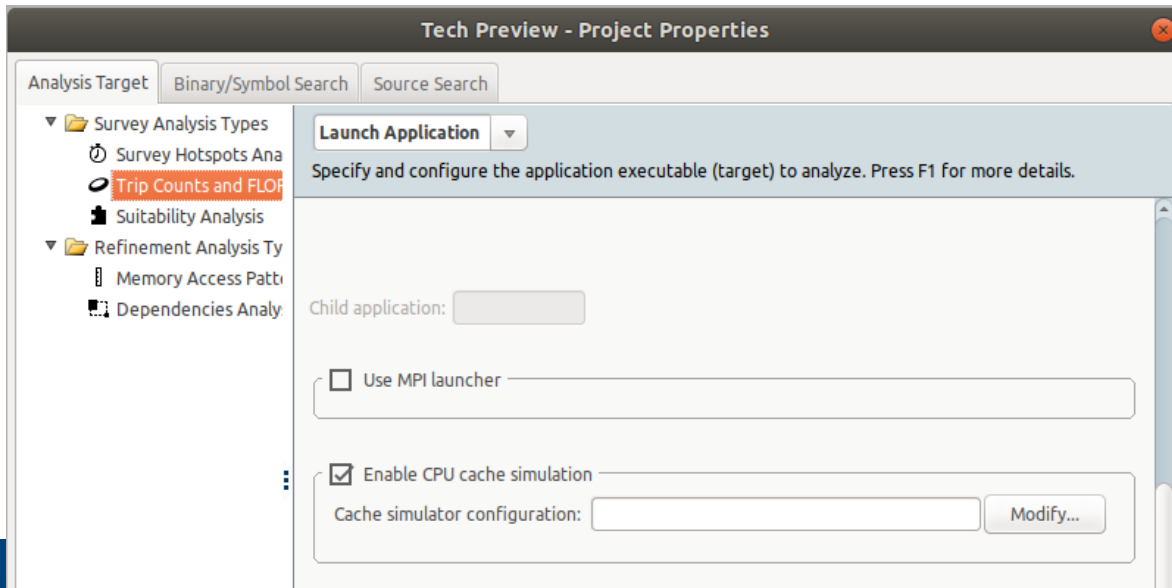 Tech Preview - Project Properties
Analysis Target
Binary/Symbol Search
Source Search
Survey Analysis Types
Survey Hotspots Ana
Trip Counts and FLOP
Suitability Analysis
Refinement Analysis Ty
Memory Access Patte
Dependencies Analy
Launch Application
Specify and configure the application executable (target) to analyze. Press F1 for more details.
Child application:
Use MPI launcher
Enable CPU cache simulation
Cache simulator configuration:
Modify...